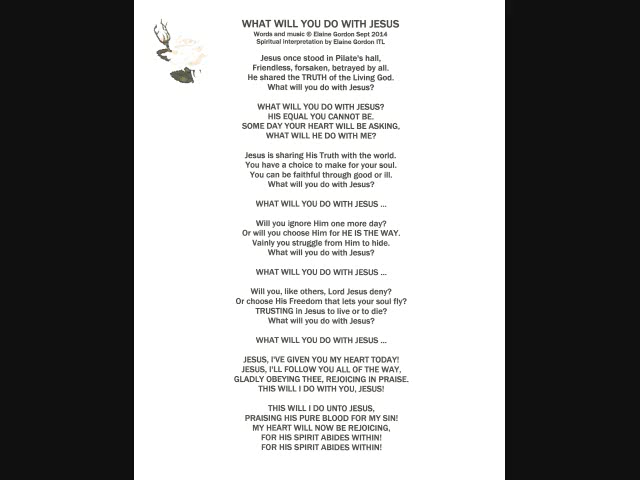 WHAT WILL YOU DO WITH JESUS
Words and music © Elaine Gordon Sept 2014
Spiritual Interpretation by Elaine Gordon ITL
Jesus once stood in Pilate's hall,
Friendless, forsaken, betrayed by all.
He shared the TRUTH of the Living God.
What will you do with Jesus?
WHAT WILL YOU DO WITH JESUS?
HIS EQUAL YOU CANNOT BE.
SOME DAY YOUR HEART WILL BE ASKING,
WHAT WILL HE DO WITH ME?
Jesus is sharing His Truth with the world.
You have a choice to make for your soul.
You can be faithful through good or ill.
What will you do with Jesus?
WHAT WILL YOU DO WITH JESUS ...
Will you ignore Him one more day?
Or will you choose Him for HE IS THE WAY.
Vainly you struggle from Him to hide.
What will you do with Jesus?
WHAT WILL YOU DO WITH JESUS ...
Will you, like others, Lord Jesus deny?
Or choose His Freedom that lets your soul fly?
TRUSTING in Jesus to live or to die?
What will you do with Jesus?
WHAT WILL YOU DO WITH JESUS ...
JESUS, I'VE GIVEN YOU MY HEART TODAY!
JESUS, I'LL FOLLOW YOU ALL OF THE WAY,
GLADLY OBEYING THEE, REJOICING IN PRAISE.
THIS WILL I DO WITH YOU, JESUS!
THIS WILL I DO UNTO JESUS,
PRAISING HIS PURE BLOOD FOR MY SIN!
MY HEART WILL NOW BE REJOICING,
FOR HIS SPIRIT ABIDES WITHIN!
FOR HIS SPIRIT ABIDES WITHIN!